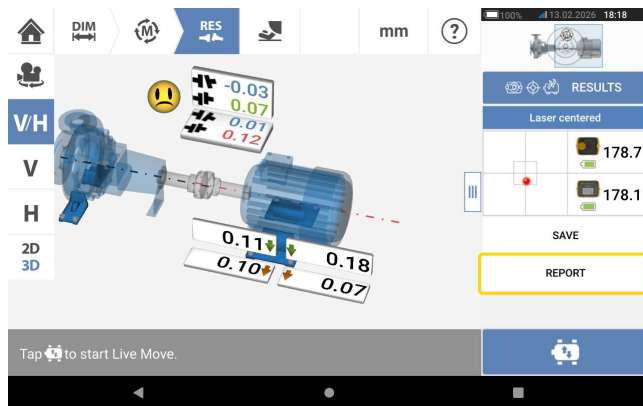 100% 13.02.2026 18:18
DIM
(M)
RES
mm
?
RESULTS
Laser centered
V/H
-0.03
0.07
0.01
0.12
178.7
V
178.1
H
0.11
0.18
0.10
0.07
SAVE
2D
3D
REPORT
Tap to start Live Move.